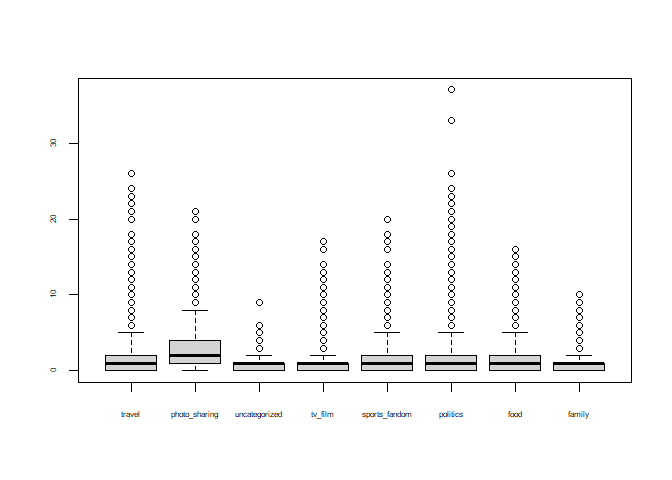 30
20
10
0
travel photo_sharing uncategorized tv_film sports_fandom politics food family